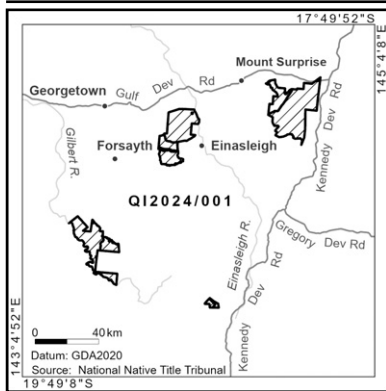 17°49'52"S
145°4'8"E
Mount Surprise
Georgetown
Gulf Dev Rd
Kennedy Dev Rd
Gilbert R.
Forsayth
Einasleigh
QI2024/001
Einasleigh R.
Gregory Dev Rd
Kennedy Dev Rd
143°4'52"E
0 40 km
Datum: GDA2020
Source: National Native Title Tribunal
19°49'8"S